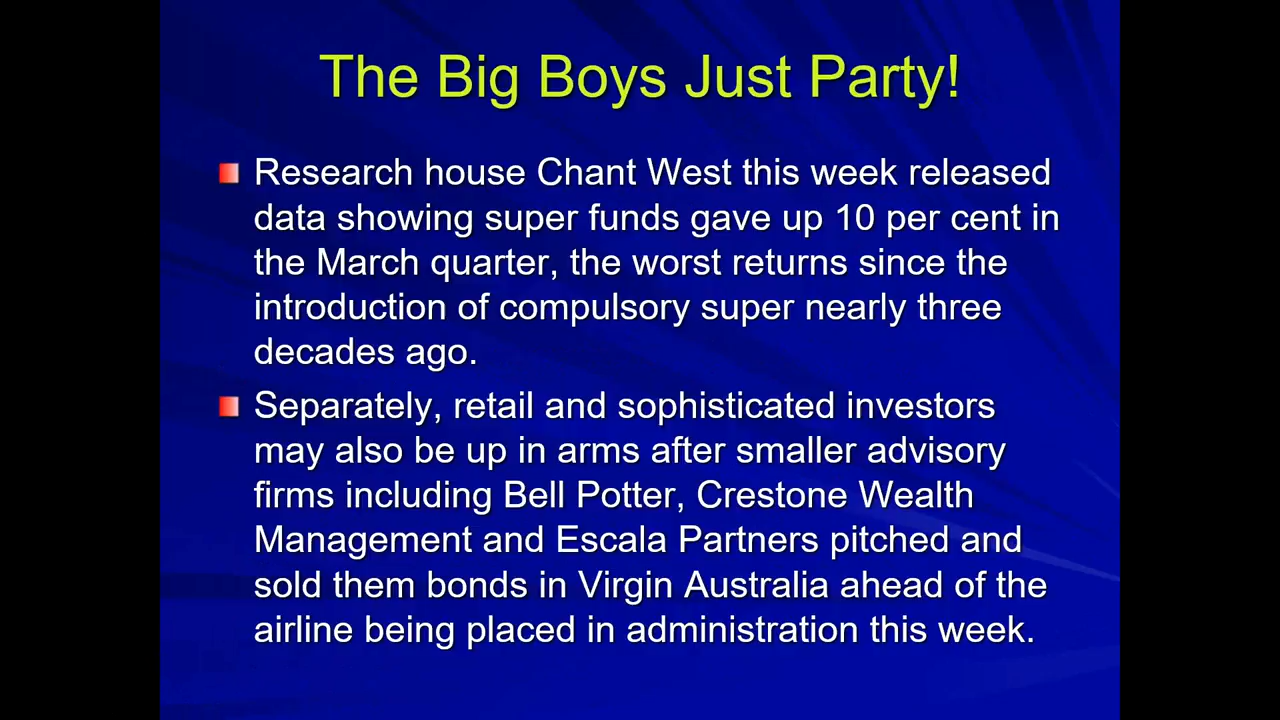 The Big Boys Just Party!
Research house Chant West this week released
data showing super funds gave up 10 per cent in
the March quarter, the worst returns since the
introduction of compulsory super nearly three
decades ago.
Separately, retail and sophisticated investors
may also be up in arms after smaller advisory
firms including Bell Potter, Crestone Wealth
Management and Escala Partners pitched and
sold them bonds in Virgin Australia ahead of the
airline being placed in administration this week.